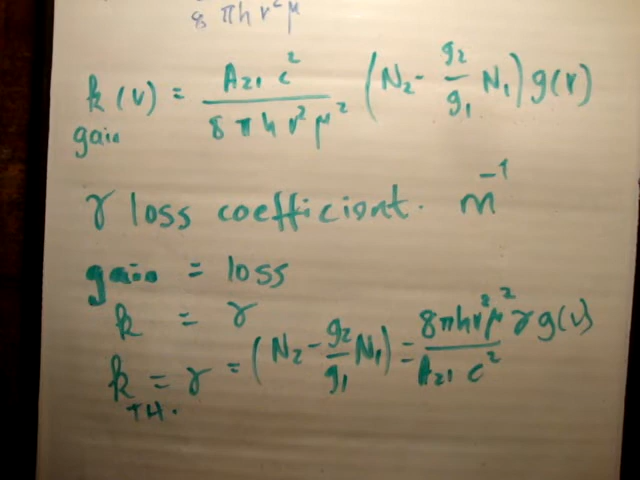 8 π h ν² μ
k(ν) = A₂₁ c² / 8 π h ν² μ² (N₂ - g₂/g₁ N₁) g(ν)
gain
γ loss coefficient. m⁻¹
gain = loss
k = γ
k = γ = (N₂ - g₂/g₁ N₁) = 8πhν²μ² γ g(ν) / A₂₁ c²
TH.